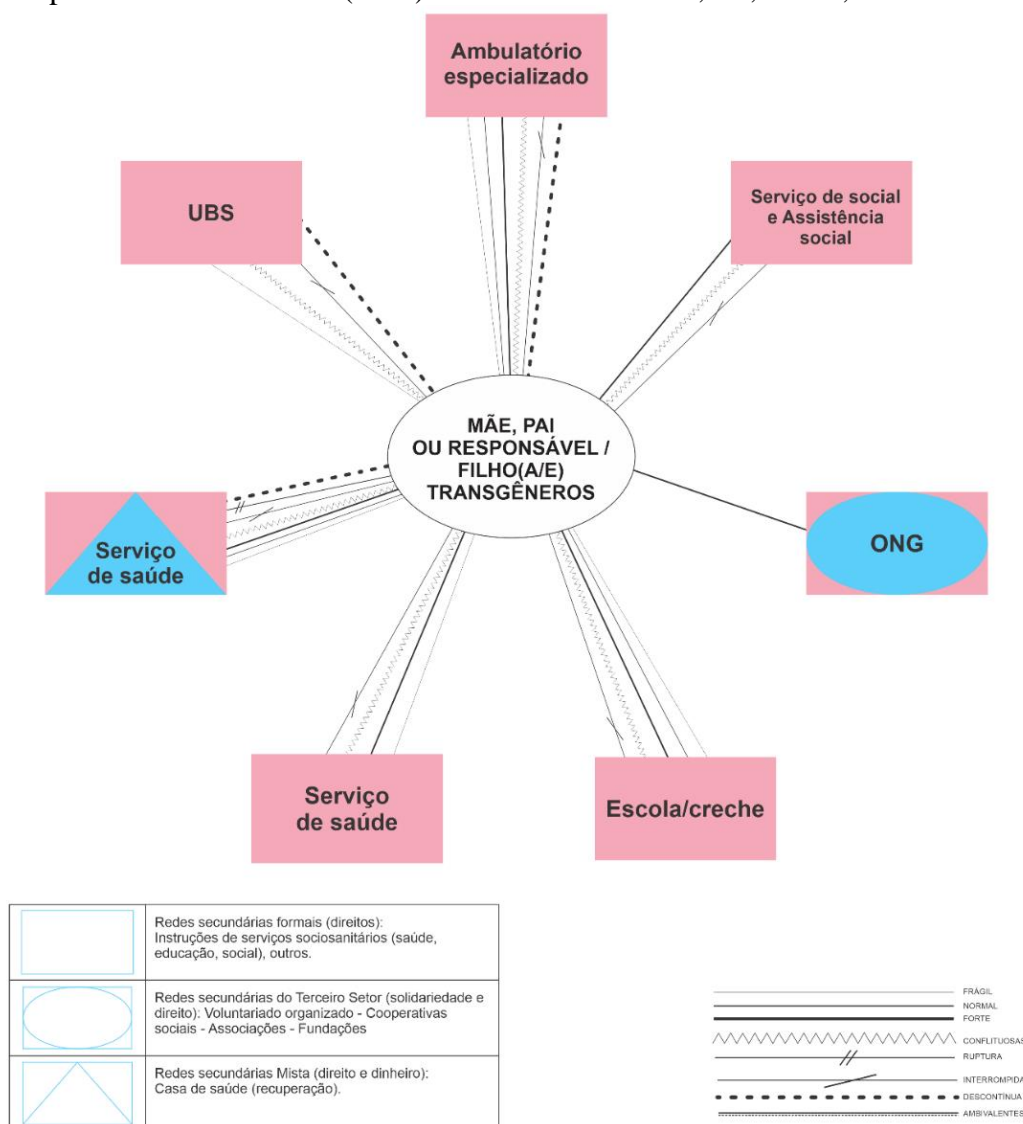 Ambulatório
especializado
UBS
Serviço de social
e Assistência
social
MÃE, PAI
OU RESPONSÁVEL /
FILHO(A/E)
TRANSGÊNEROS
Serviço
de saúde
ONG
Serviço
de saúde
Escola/creche
Redes secundárias formais (direitos):
Instruções de serviços sociosanitários (saúde,
educação, social), outros.
Redes secundárias do Terceiro Setor (solidariedade e
direito): Voluntariado organizado - Cooperativas
sociais - Associações - Fundações
Redes secundárias Mista (direito e dinheiro):
Casa de saúde (recuperação).
FRÁGIL
NORMAL
FORTE
CONFLITUOSAS
RUPTURA
INTERROMPIDA
DESCONTÍNUA
AMBIVALENTES